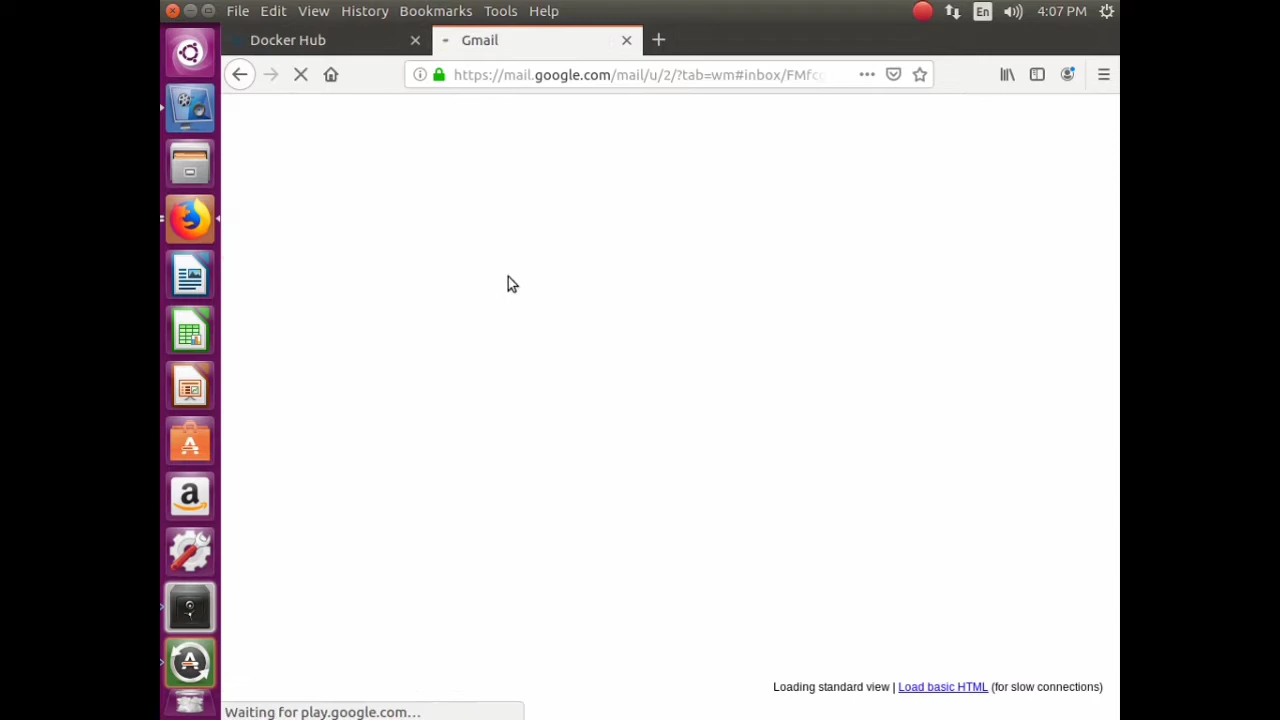 File Edit View History Bookmarks Tools Help En 4:07 PM
Docker Hub Gmail
https://mail.google.com/mail/u/2/?tab=wm#inbox/FMfc
Loading standard view | Load basic HTML (for slow connections)
Waiting for play.google.com…